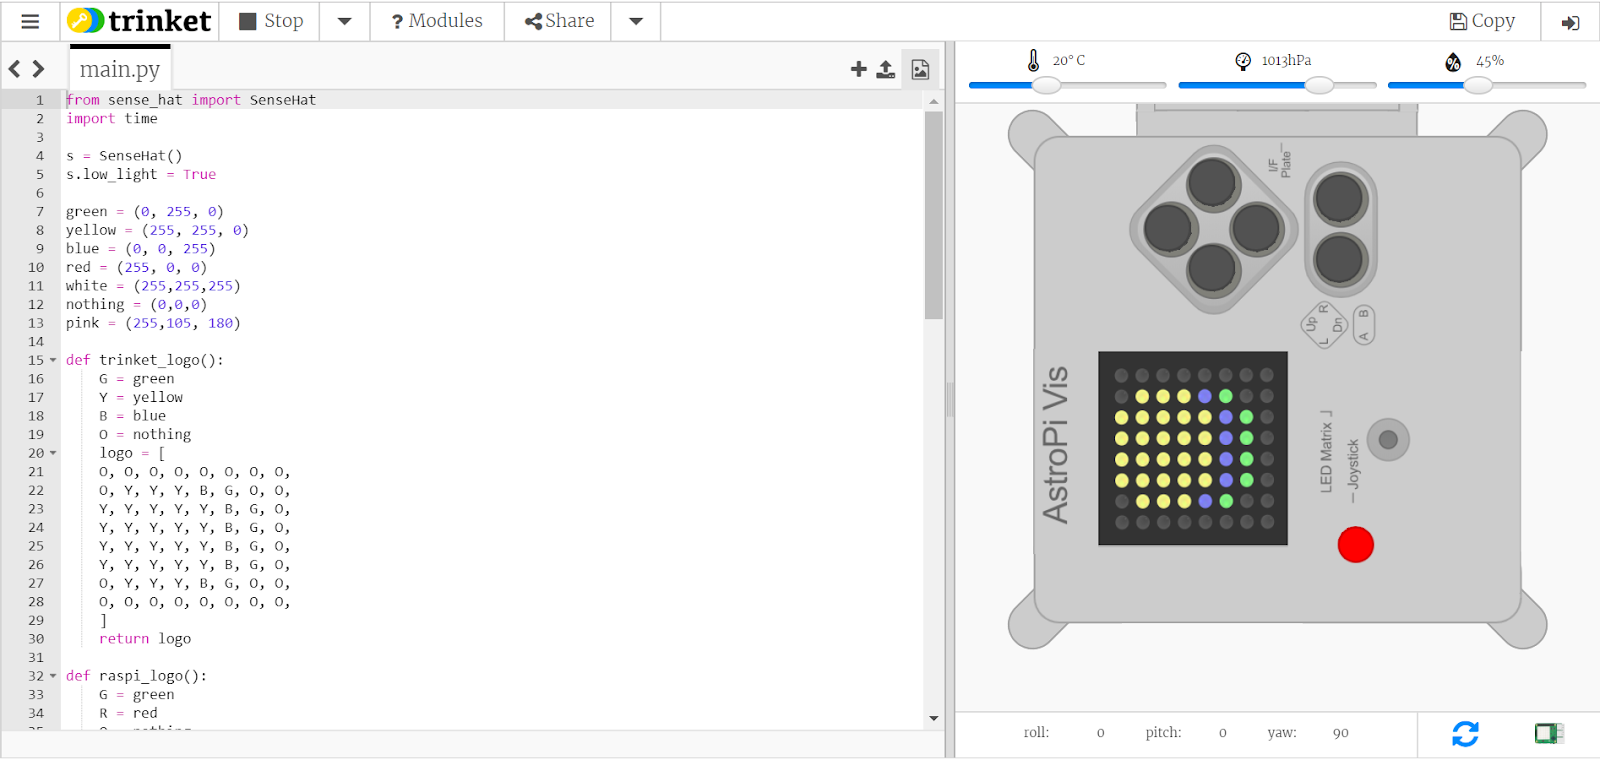 trinket Stop ? Modules Share Copy
main.py
20° C 1013hPa 45%
1 from sense_hat import SenseHat
2 import time
3
4 s = SenseHat()
5 s.low_light = True
6
7 green = (0, 255, 0)
8 yellow = (255, 255, 0)
9 blue = (0, 0, 255)
10 red = (255, 0, 0)
11 white = (255,255,255)
12 nothing = (0,0,0)
13 pink = (255,105, 180)
14
15 def trinket_logo():
16 G = green
17 Y = yellow
18 B = blue
19 O = nothing
20 logo = [
21 O, O, O, O, O, O, O, O,
22 O, Y, Y, Y, B, G, O, O,
23 Y, Y, Y, Y, Y, B, G, O,
24 Y, Y, Y, Y, Y, B, G, O,
25 Y, Y, Y, Y, Y, B, G, O,
26 Y, Y, Y, Y, Y, B, G, O,
27 O, Y, Y, Y, B, G, O, O,
28 O, O, O, O, O, O, O, O,
29 ]
30 return logo
31
32 def raspi_logo():
33 G = green
34 R = red
I/F
Plate
Up R
L Dn
A B
AstroPi Vis
LED Matrix
Joystick
%
roll: 0 pitch: 0 yaw: 90